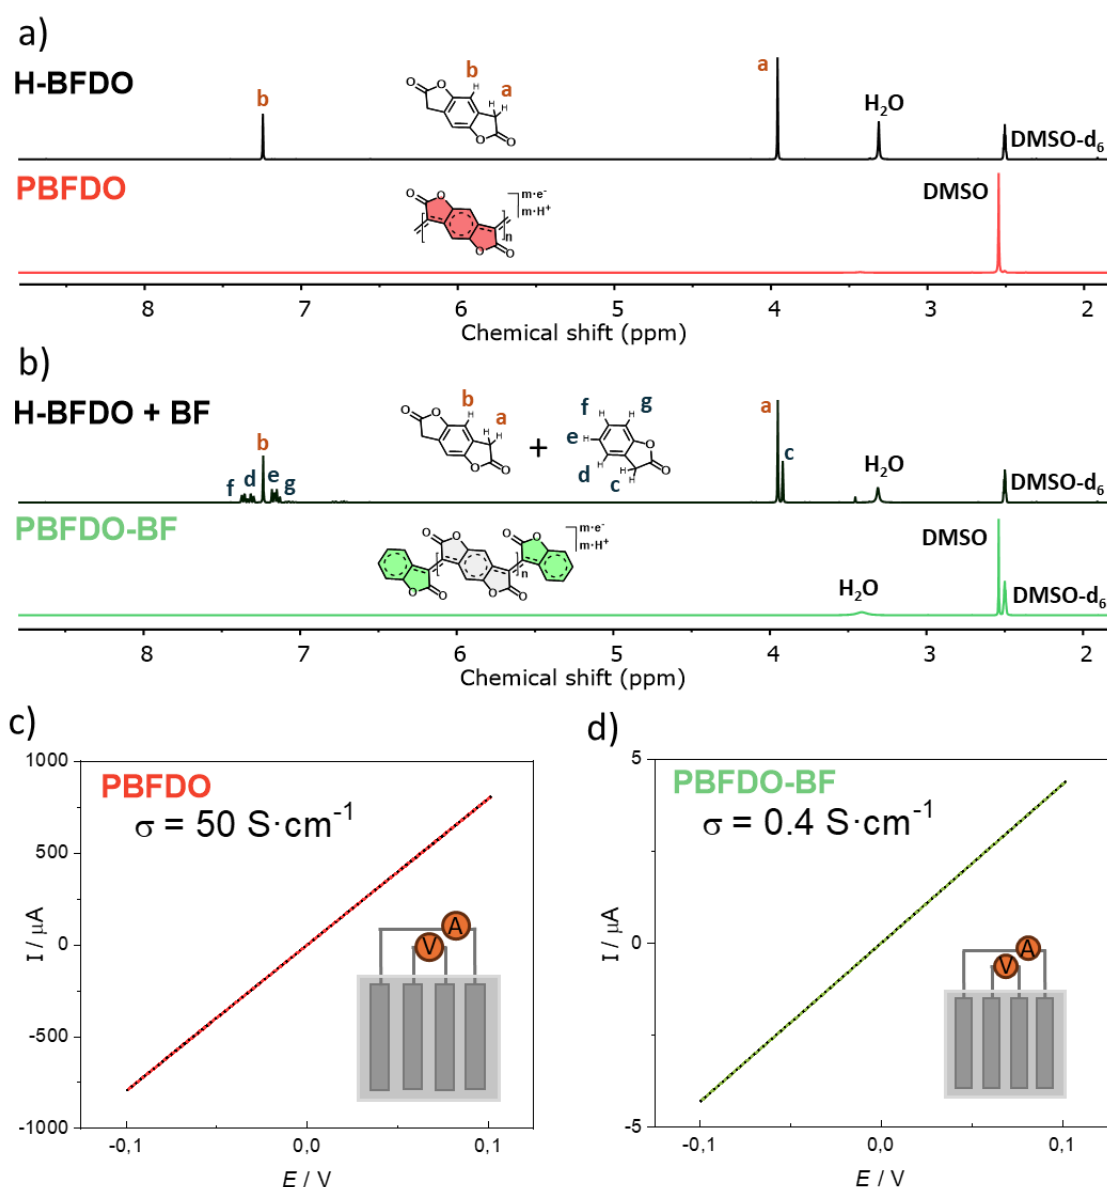 a)
H-BFDO
b
b
H
a
H H
O
O
O
O
a
H₂O
DMSO-d₆
PBFDO
O
O
O
O
n
m·e⁻
m·H⁺
DMSO
8 7 6 5 4 3 2
Chemical shift (ppm)
b)
H-BFDO + BF
f d b e g
b
H
a
H H
O
O
O
O
+
f
H
g
H
e H
d H
c H H
O
O
a
c
H₂O
DMSO-d₆
PBFDO-BF
O
O
O
O
O
O
O
O
n
m·e⁻
m·H⁺
H₂O
DMSO
DMSO-d₆
8 7 6 5 4 3 2
Chemical shift (ppm)
c)
PBFDO
σ = 50 S·cm⁻¹
1000
500
0
-500
-1000
I / µA
A
V
-0,1 0,0 0,1
E / V
d)
PBFDO-BF
σ = 0.4 S·cm⁻¹
5
0
-5
I / µA
A
V
-0,1 0,0 0,1
E / V